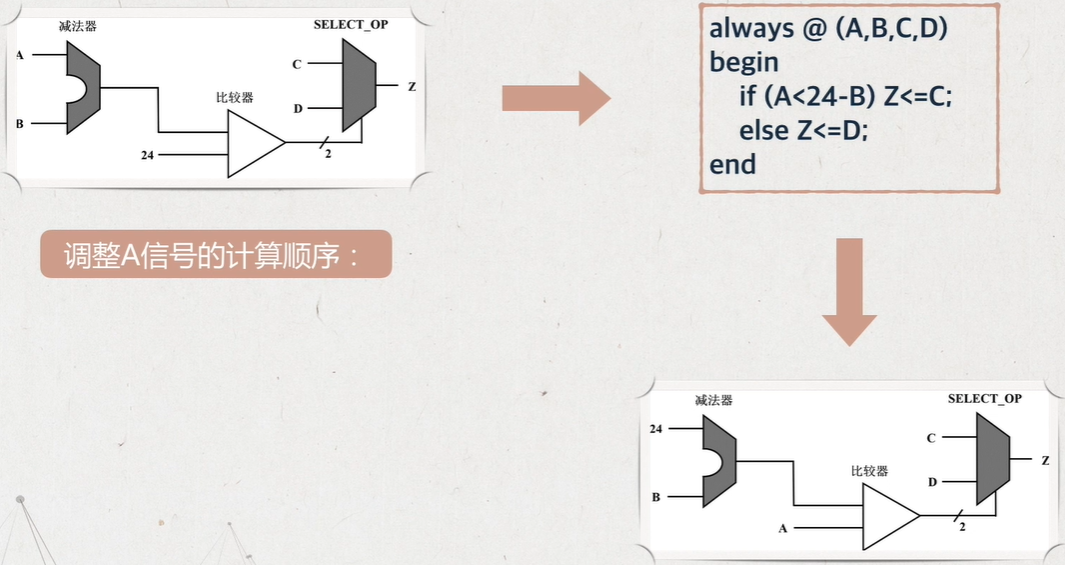 减法器
SELECT_OP
A
C
Z
比较器
D
B
24
2
always @ (A,B,C,D)
begin
if (A<24-B) Z<=C;
else Z<=D;
end
调整A信号的计算顺序：
减法器
SELECT_OP
24
C
Z
比较器
D
B
A
2